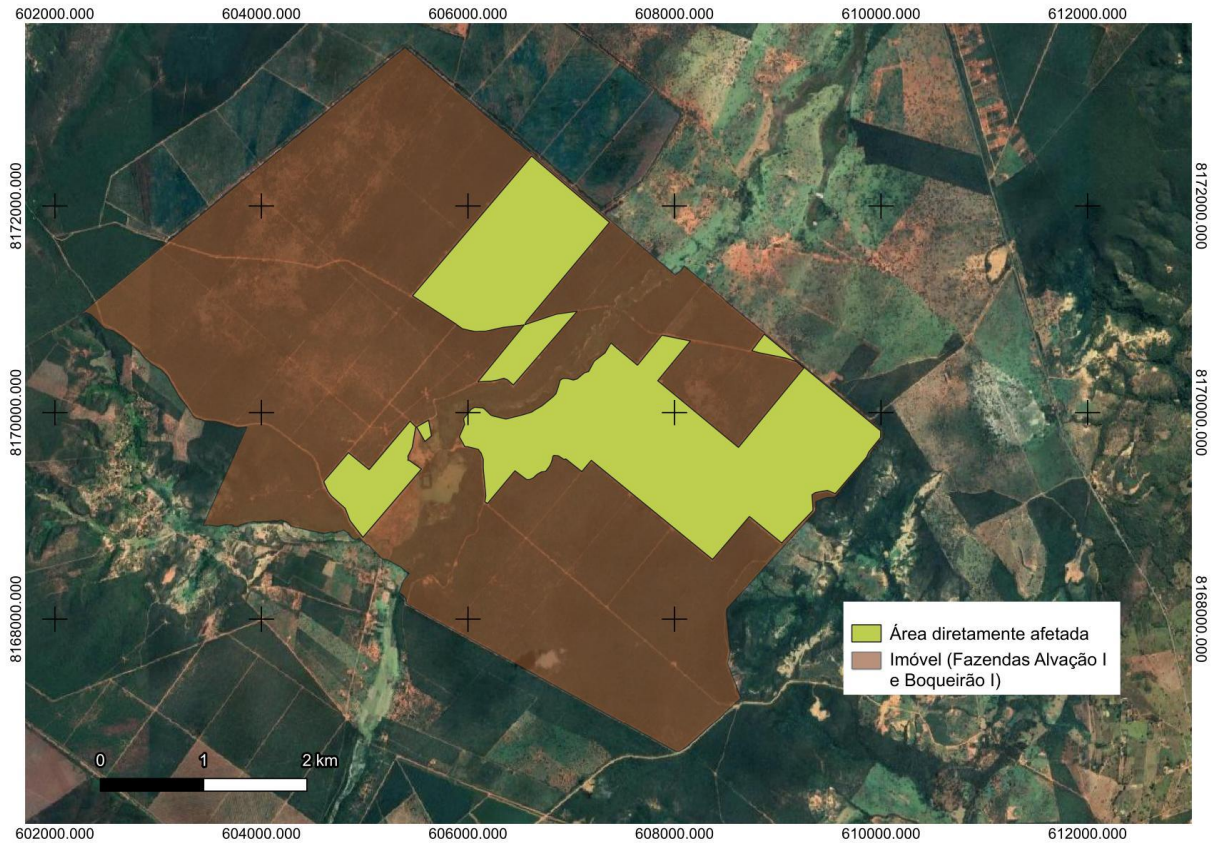 602000.000 604000.000 606000.000 608000.000 610000.000 612000.000
8172000.000 8172000.000
8170000.000 8170000.000
8168000.000 8168000.000
Área diretamente afetada
Imóvel (Fazendas Alvação I
e Boqueirão I)
0 1 2 km
602000.000 604000.000 606000.000 608000.000 610000.000 612000.000